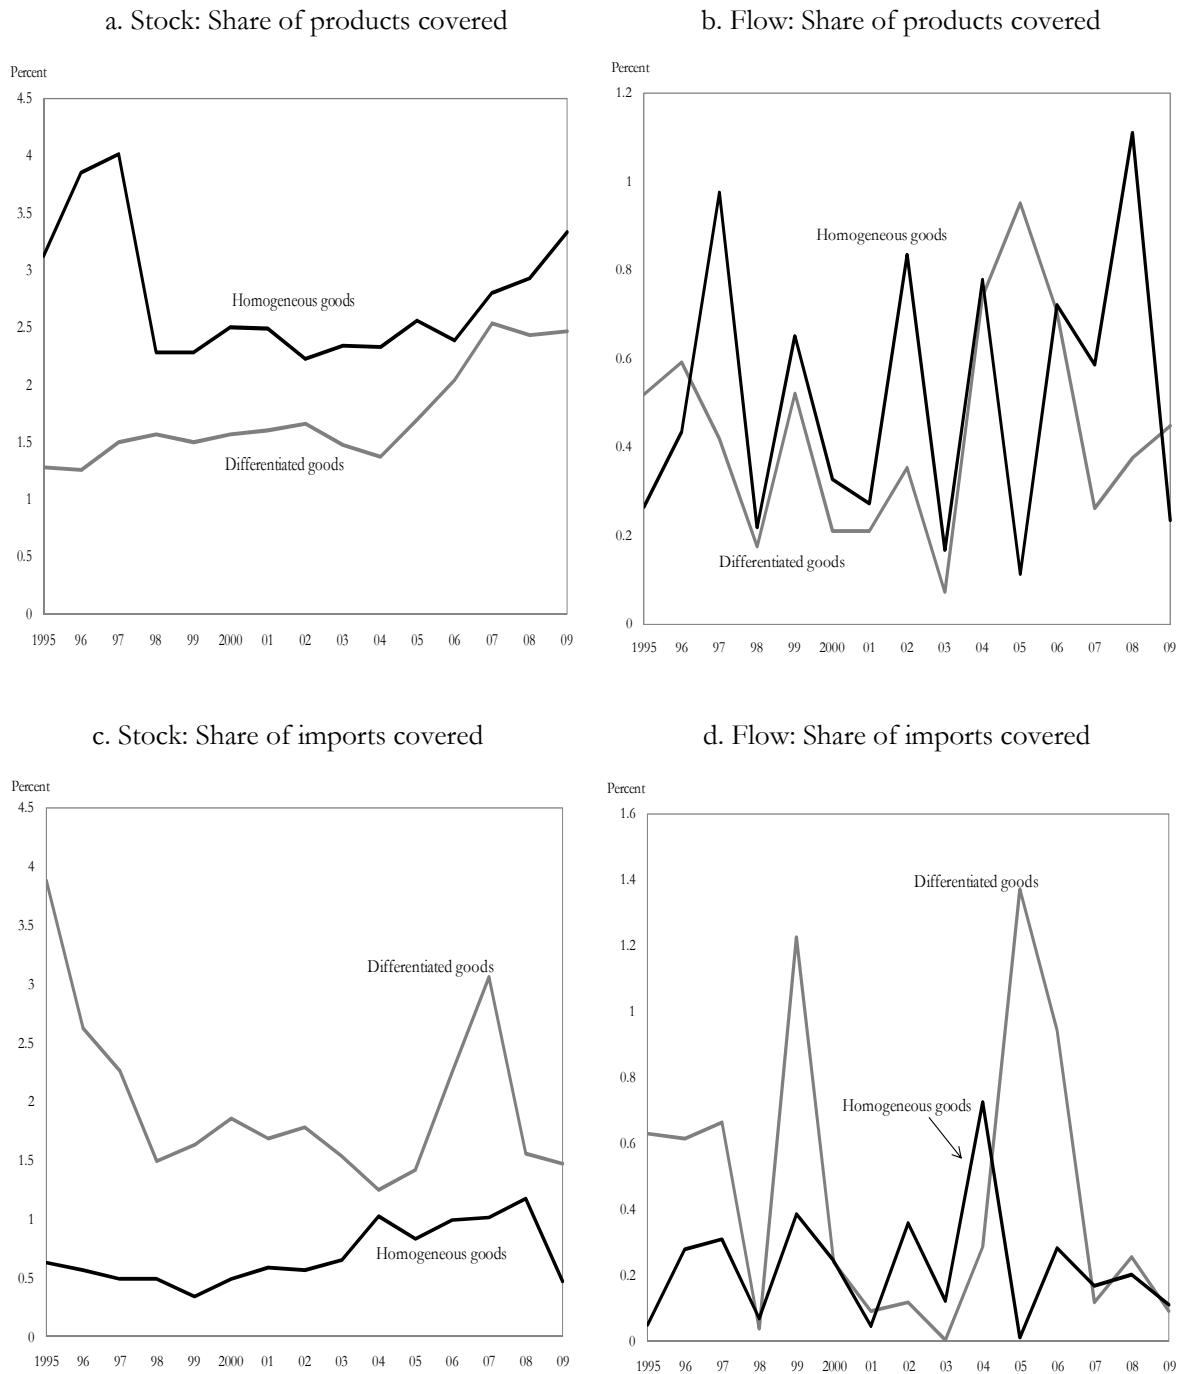 a. Stock: Share of products covered
Percent
4.5
4
3.5
3
2.5
2
1.5
1
0.5
0
Homogeneous goods
Differentiated goods
1995 96 97 98 99 2000 01 02 03 04 05 06 07 08 09
b. Flow: Share of products covered
Percent
1.2
1
0.8
0.6
0.4
0.2
0
Homogeneous goods
Differentiated goods
1995 96 97 98 99 2000 01 02 03 04 05 06 07 08 09
c. Stock: Share of imports covered
Percent
4.5
4
3.5
3
2.5
2
1.5
1
0.5
0
Differentiated goods
Homogeneous goods
1995 96 97 98 99 2000 01 02 03 04 05 06 07 08 09
d. Flow: Share of imports covered
Percent
1.6
1.4
1.2
1
0.8
0.6
0.4
0.2
0
Differentiated goods
Homogeneous goods
1995 96 97 98 99 2000 01 02 03 04 05 06 07 08 09